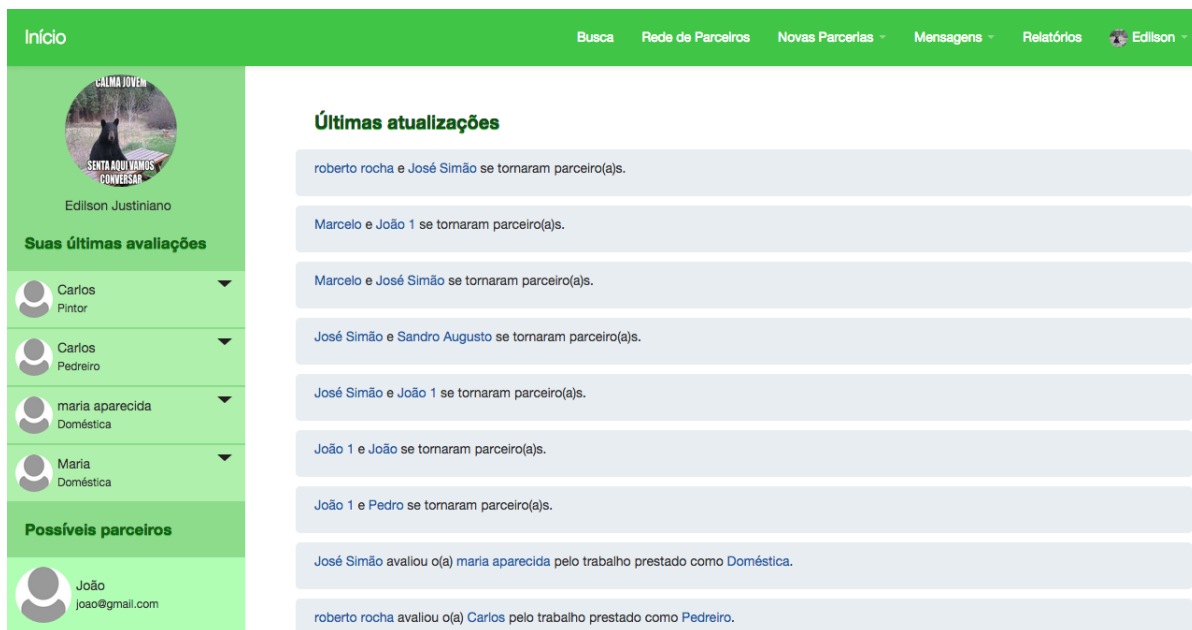 Início
Busca
Rede de Parceiros
Novas Parcerias
Mensagens
Relatórios
Edilson
CALMA JOVEM
SENTA AQUI VAMOS
CONVERSAR
Edilson Justiniano
Suas últimas avaliações
Carlos
Pintor
Carlos
Pedreiro
maria aparecida
Doméstica
Maria
Doméstica
Possíveis parceiros
João
joao@gmail.com
Últimas atualizações
roberto rocha e José Simão se tornaram parceiro(a)s.
Marcelo e João 1 se tornaram parceiro(a)s.
Marcelo e José Simão se tornaram parceiro(a)s.
José Simão e Sandro Augusto se tornaram parceiro(a)s.
José Simão e João 1 se tornaram parceiro(a)s.
João 1 e João se tornaram parceiro(a)s.
João 1 e Pedro se tornaram parceiro(a)s.
José Simão avaliou o(a) maria aparecida pelo trabalho prestado como Doméstica.
roberto rocha avaliou o(a) Carlos pelo trabalho prestado como Pedreiro.